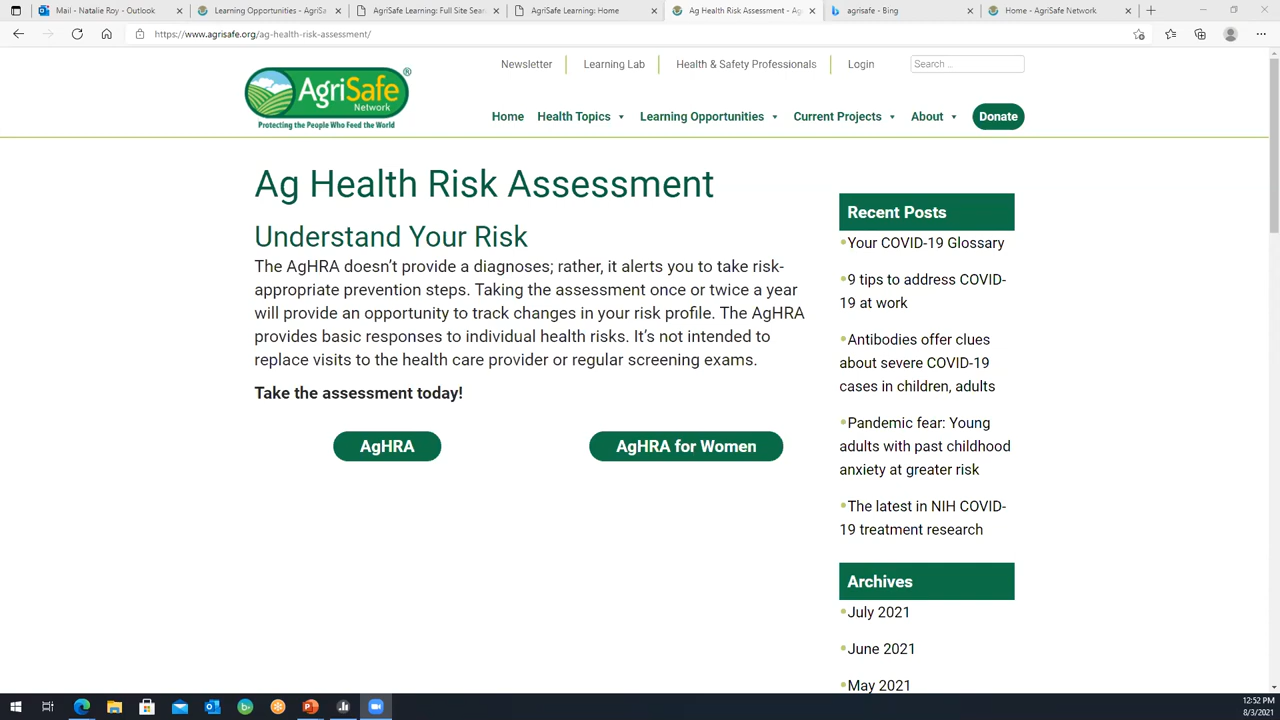 Mail - Natalie Roy - Outlook
Learning Opportunities - AgriSa
AgriSafe Learning: Full Site Sear
AgriSafe Learning: Home
Ag Health Risk Assessment - Ag
agrisafe - Bing
Home - AgriSafe Network
https://www.agrisafe.org/ag-health-risk-assessment/
Newsletter
Learning Lab
Health & Safety Professionals
Login
Search ...
AgriSafe ®
Network
Protecting the People Who Feed the World
Home
Health Topics
Learning Opportunities
Current Projects
About
Donate
Ag Health Risk Assessment
Understand Your Risk
The AgHRA doesn't provide a diagnoses; rather, it alerts you to take risk-
appropriate prevention steps. Taking the assessment once or twice a year
will provide an opportunity to track changes in your risk profile. The AgHRA
provides basic responses to individual health risks. It's not intended to
replace visits to the health care provider or regular screening exams.
Take the assessment today!
AgHRA
AgHRA for Women
Recent Posts
Your COVID-19 Glossary
9 tips to address COVID-
19 at work
Antibodies offer clues
about severe COVID-19
cases in children, adults
Pandemic fear: Young
adults with past childhood
anxiety at greater risk
The latest in NIH COVID-
19 treatment research
Archives
July 2021
June 2021
May 2021
12:52 PM
8/3/2021